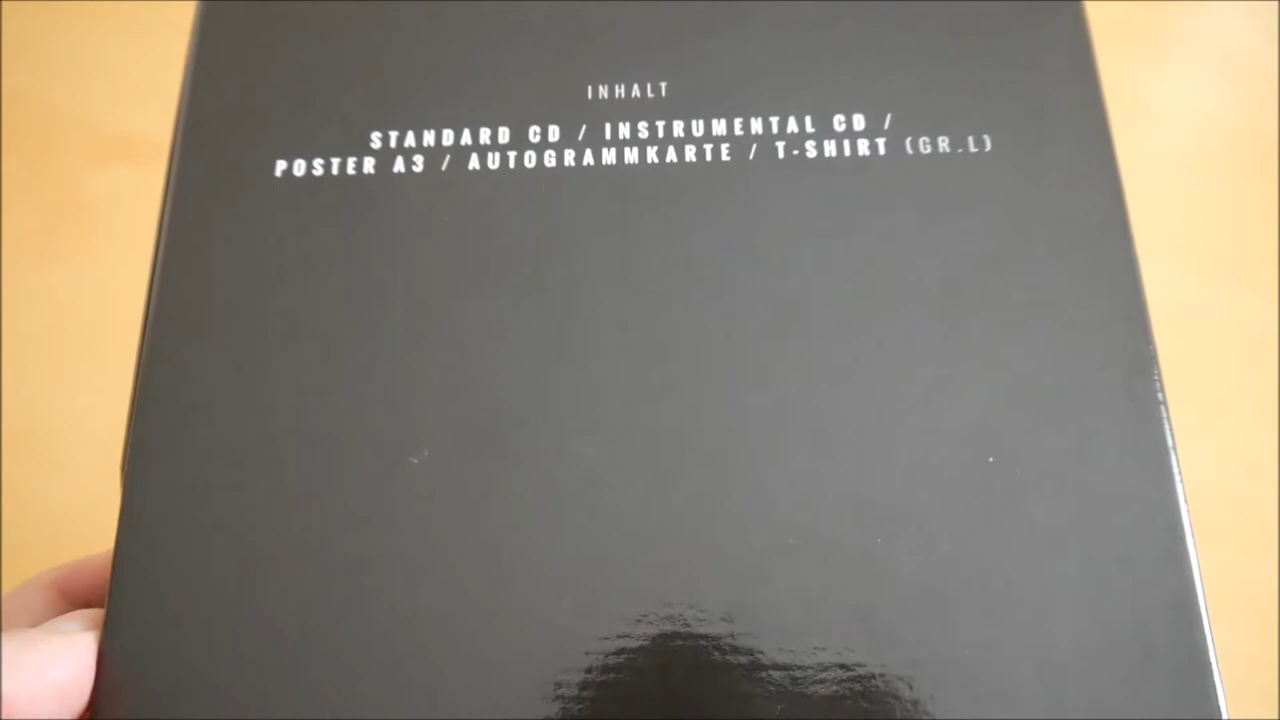 INHALT
STANDARD CD / INSTRUMENTAL CD /
POSTER A3 / AUTOGRAMMKARTE / T-SHIRT (GR.L)